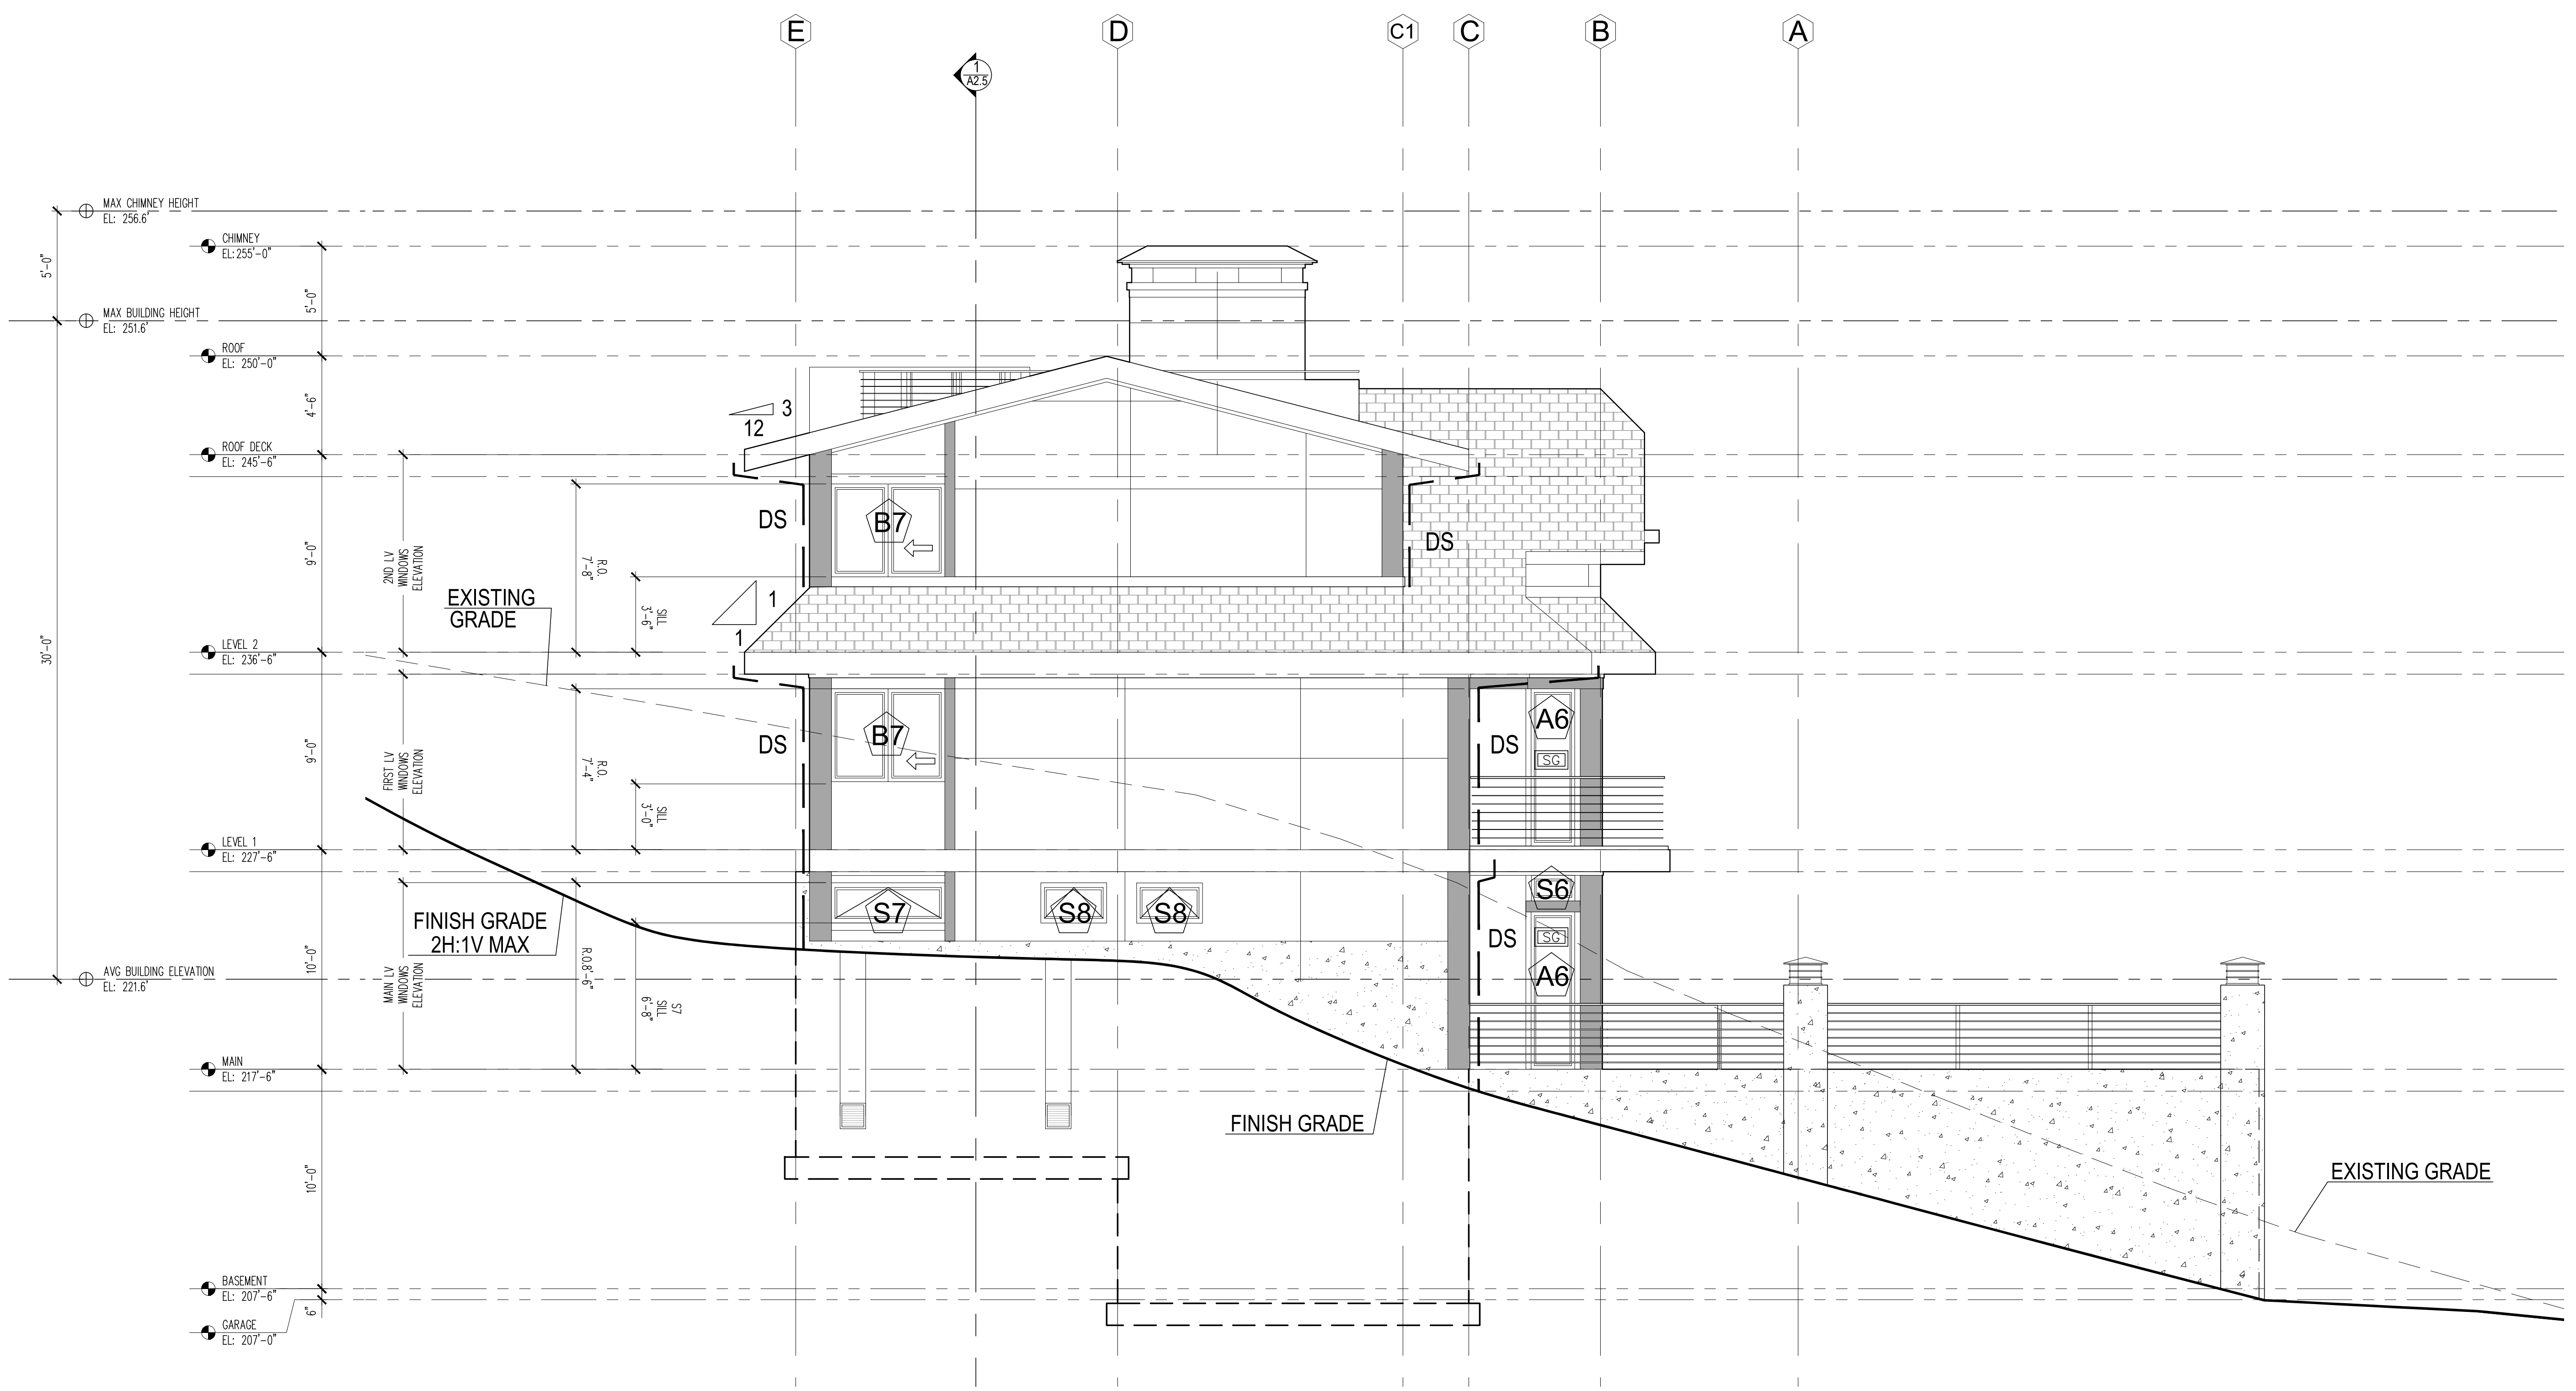 E
D
C1
C
B
A
1
A2.5
MAX CHIMNEY HEIGHT
EL: 256.6'
CHIMNEY
EL:255'-0"
5'-0"
5'-0"
MAX BUILDING HEIGHT
EL: 251.6'
ROOF
EL: 250'-0"
4'-6"
3
12
ROOF DECK
EL: 245'-6"
DS
B7
DS
9'-0"
2ND LV
WINDOWS
ELEVATION
R.O.
7'-8"
SILL
3'-6"
EXISTING
GRADE
1
1
30'-0"
LEVEL 2
EL: 236'-6"
DS
B7
DS
A6
SG
9'-0"
FIRST LV
WINDOWS
ELEVATION
R.O.
7'-4"
SILL
3'-0"
LEVEL 1
EL: 227'-6"
FINISH GRADE
2H:1V MAX
S7
S8
S8
S6
DS
SG
A6
10'-0"
MAIN LV
WINDOWS
ELEVATION
R.O.8'-6"
S7
SILL
6'-8"
AVG BUILDING ELEVATION
EL: 221.6'
MAIN
EL: 217'-6"
FINISH GRADE
EXISTING GRADE
10'-0"
BASEMENT
EL: 207'-6"
6"
GARAGE
EL: 207'-0"